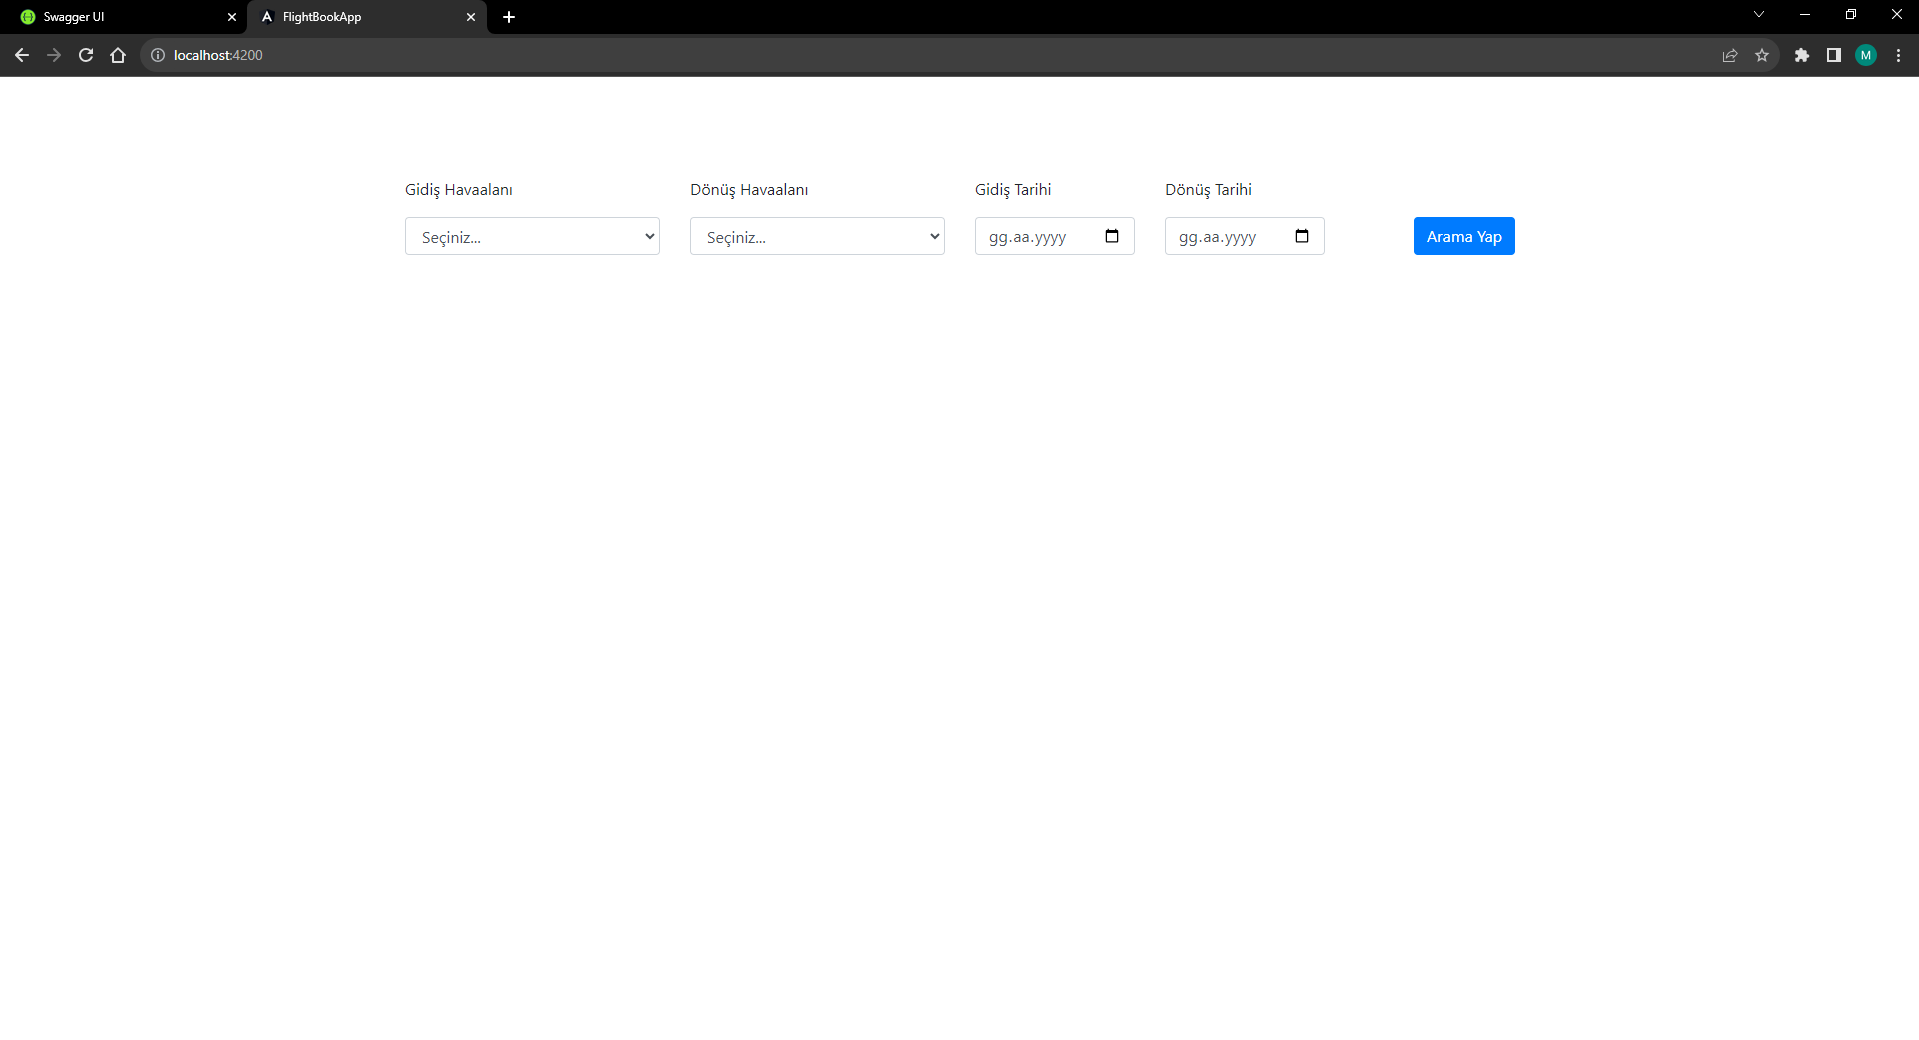 Swagger UI
FlightBookApp
localhost:4200
M
Gidiş Havaalanı
Dönüş Havaalanı
Gidiş Tarihi
Dönüş Tarihi
Seçiniz...
Seçiniz...
gg.aa.yyyy
gg.aa.yyyy
Arama Yap